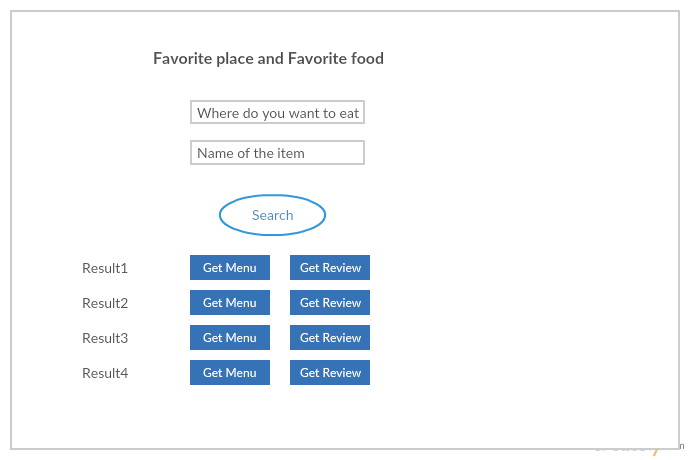 Favorite place and Favorite food
Where do you want to eat
Name of the item
Search
Result1 Get Menu Get Review
Result2 Get Menu Get Review
Result3 Get Menu Get Review
Result4 Get Menu Get Review